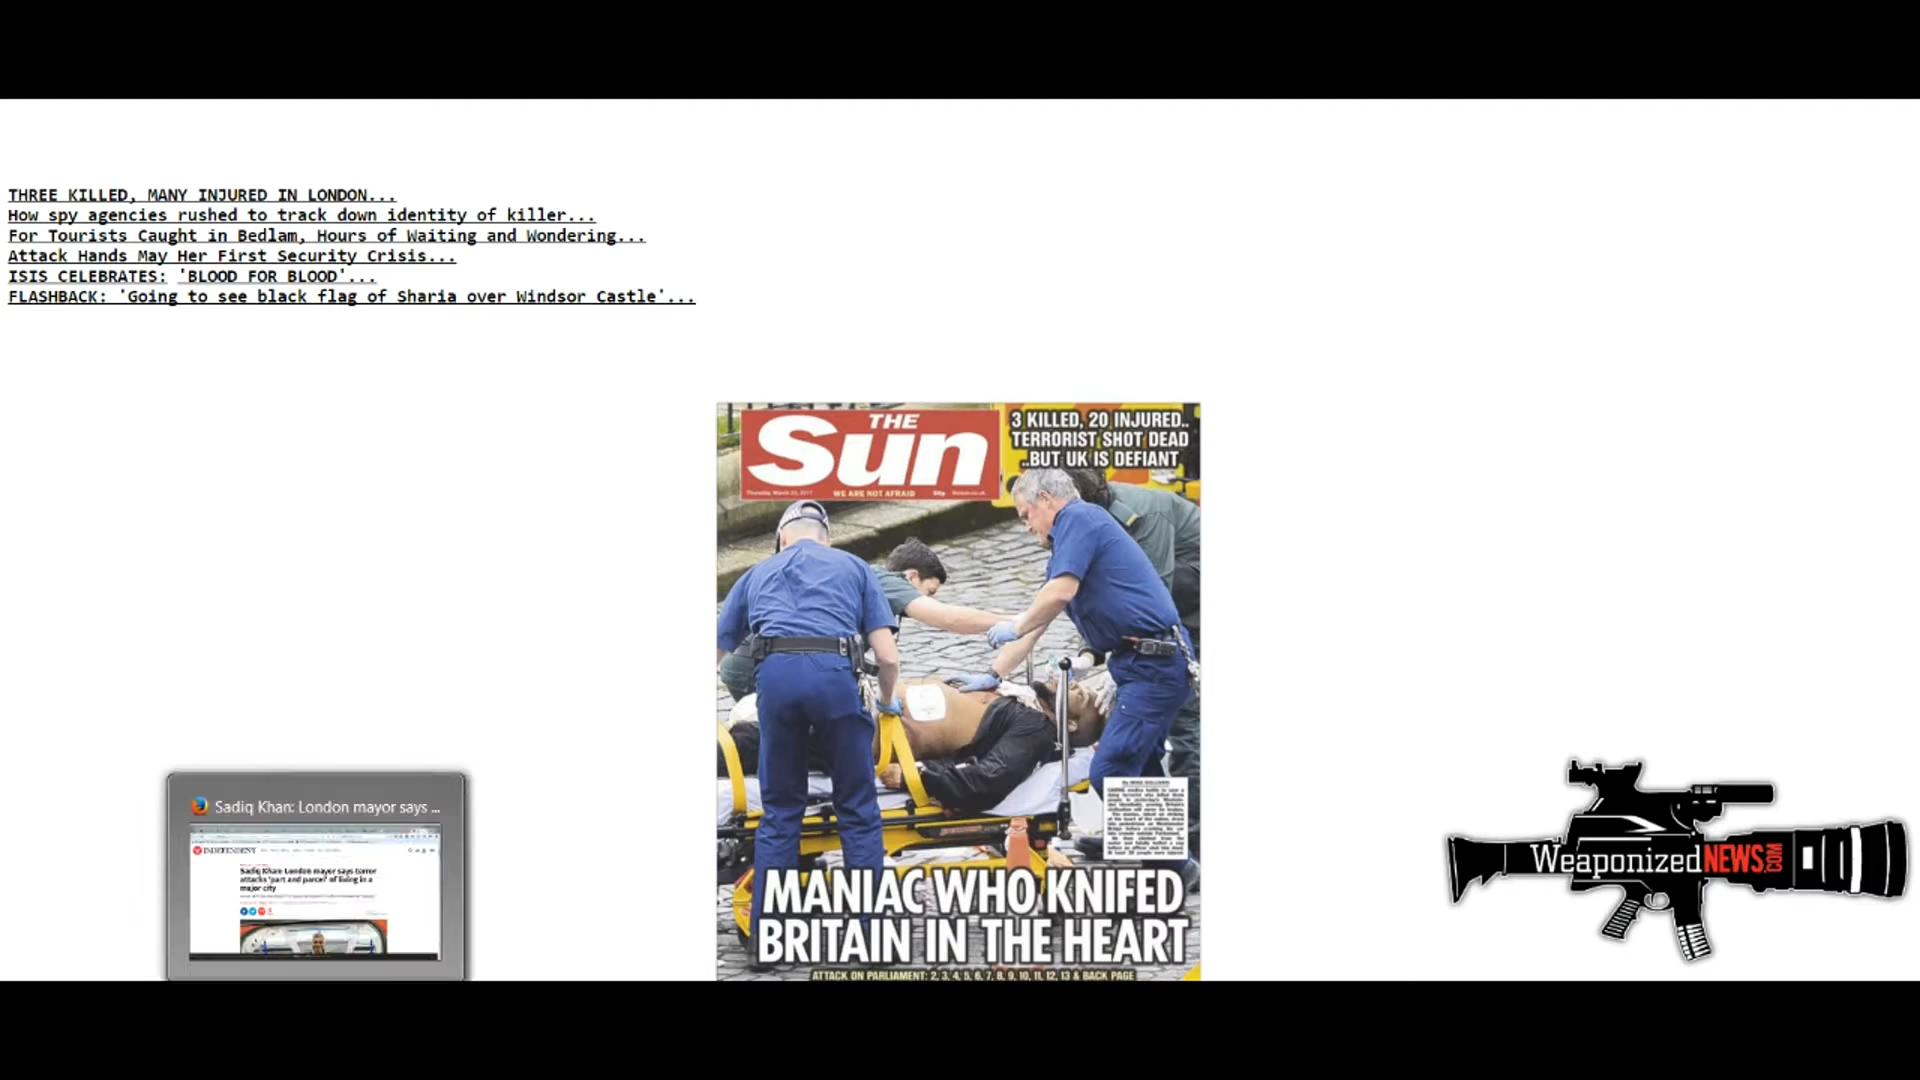 THREE KILLED, MANY INJURED IN LONDON...
How spy agencies rushed to track down identity of killer...
For Tourists Caught in Bedlam, Hours of Waiting and Wondering...
Attack Hands May Her First Security Crisis...
ISIS CELEBRATES: 'BLOOD FOR BLOOD'...
FLASHBACK: 'Going to see black flag of Sharia over Windsor Castle'...
THE
Sun
Thursday, March 23, 2017 WE ARE NOT AFRAID
3 KILLED, 20 INJURED..
TERRORIST SHOT DEAD
..BUT UK IS DEFIANT
MANIAC WHO KNIFED
BRITAIN IN THE HEART
ATTACK ON PARLIAMENT: 2, 3, 4, 5, 6, 7, 8, 9, 10, 11, 12, 13 & BACK PAGE
Sadiq Khan: London mayor says ...
INDEPENDENT
Sadiq Khan: London mayor says terror
attacks 'part and parcel' of living in a
major city
WeaponizedNEWS.COM